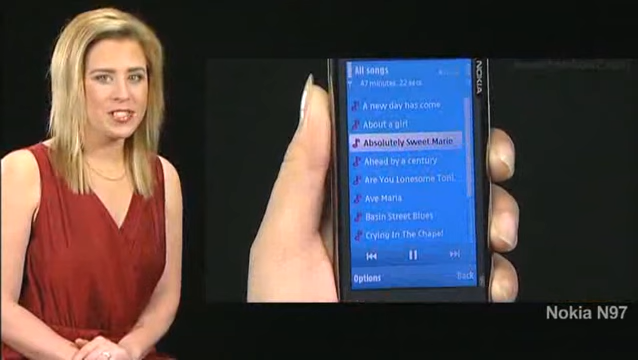 All songs
47 minutes, 22 secs
NOKIA
A new day has come
About a girl
Absolutely Sweet Marie
Ahead by a century
Are You Lonesome Toni..
Ave Maria
Basin Street Blues
Crying In The Chapel
Options
Back
Nokia N97